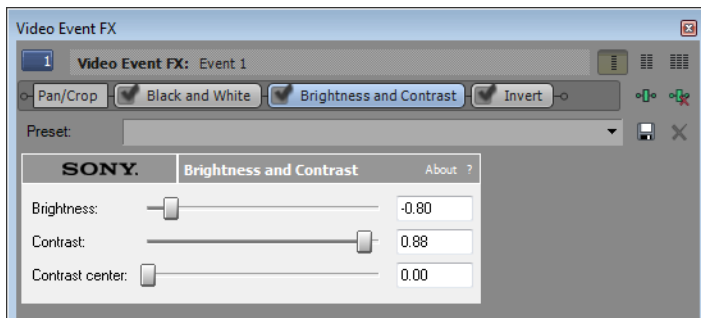 Video Event FX
1 Video Event FX: Event 1
Pan/Crop Black and White Brightness and Contrast Invert
Preset:
SONY. Brightness and Contrast About ?
Brightness: -0.80
Contrast: 0.88
Contrast center: 0.00